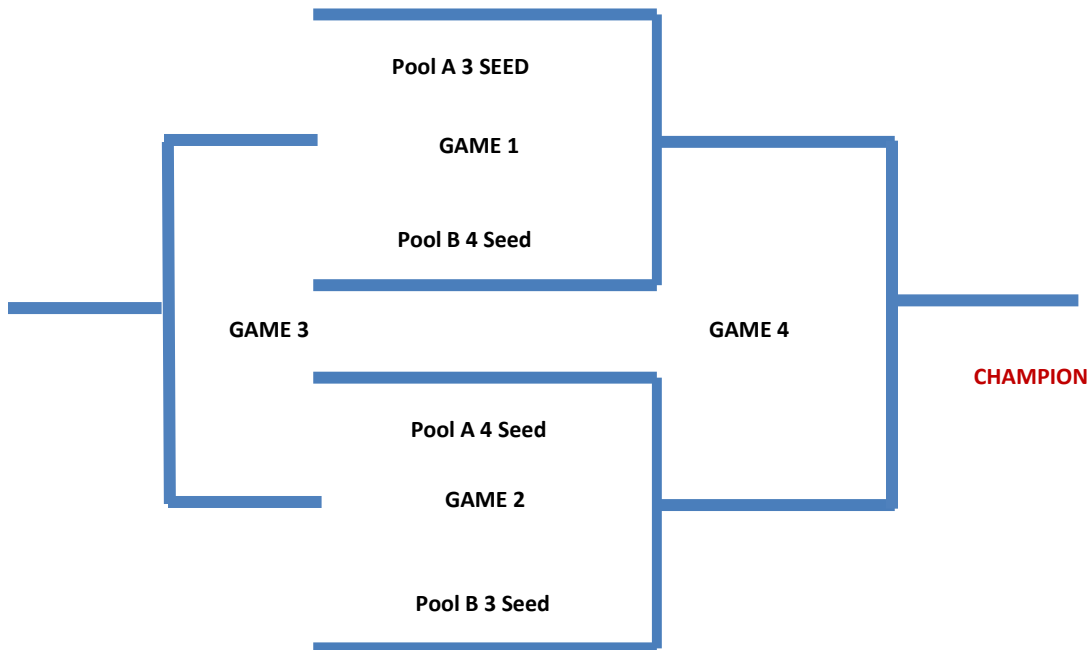 Pool A 3 SEED
GAME 1
Pool B 4 Seed
GAME 3
GAME 4
CHAMPION
Pool A 4 Seed
GAME 2
Pool B 3 Seed